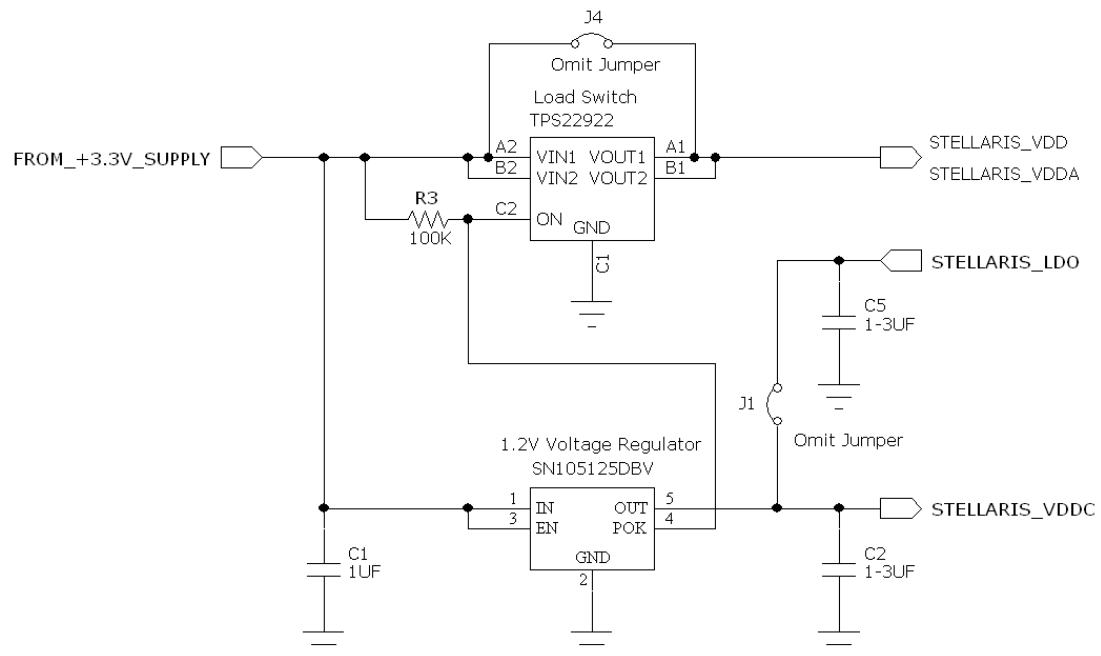 J4
Omit Jumper
Load Switch
TPS22922
FROM_+3.3V_SUPPLY
A2
VIN1
VOUT1
A1
B2
VIN2
VOUT2
B1
STELLARIS_VDD
STELLARIS_VDDA
R3
100K
C2
ON
GND
C1
STELLARIS_LDO
C5
1-3UF
J1
Omit Jumper
1.2V Voltage Regulator
SN105125DBV
1
IN
OUT
5
3
EN
POK
4
GND
2
STELLARIS_VDDC
C1
1UF
C2
1-3UF